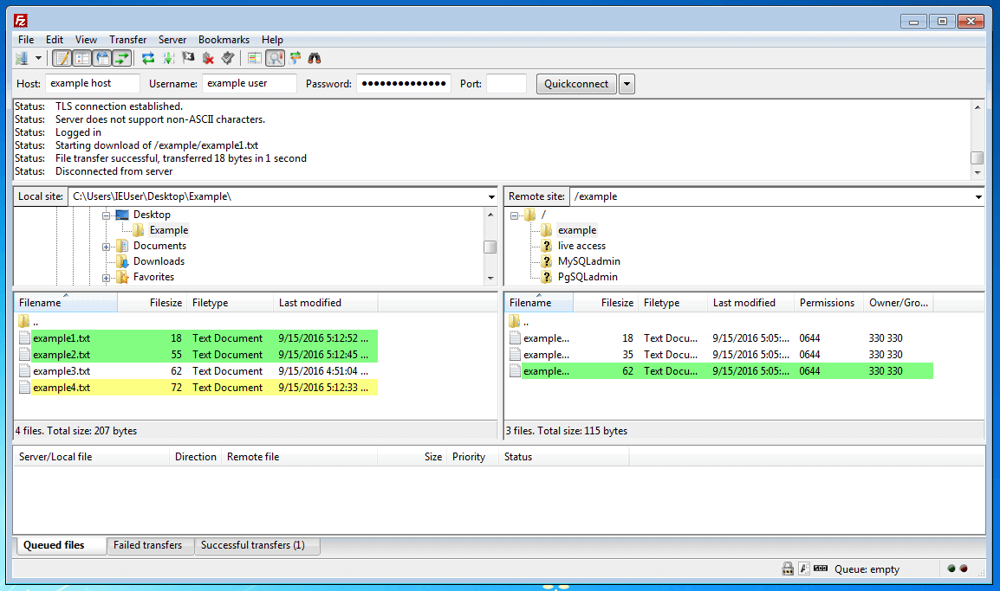 Fz
File Edit View Transfer Server Bookmarks Help
Host: example host Username: example user Password: ●●●●●●●●●●●●●● Port: Quickconnect
Status: TLS connection established.
Status: Server does not support non-ASCII characters.
Status: Logged in
Status: Starting download of /example/example1.txt
Status: File transfer successful, transferred 18 bytes in 1 second
Status: Disconnected from server
Local site: C:\Users\IEUser\Desktop\Example\
Desktop
Example
Documents
Downloads
Favorites
Remote site: /example
/
example
live access
MySQLadmin
PgSQLadmin
Filename Filesize Filetype Last modified
..
example1.txt 18 Text Document 9/15/2016 5:12:52 ...
example2.txt 55 Text Document 9/15/2016 5:12:45 ...
example3.txt 62 Text Document 9/15/2016 4:51:04 ...
example4.txt 72 Text Document 9/15/2016 5:12:33 ...
4 files. Total size: 207 bytes
Filename Filesize Filetype Last modified Permissions Owner/Gro...
..
example... 18 Text Docu... 9/15/2016 5:05:... 0644 330 330
example... 35 Text Docu... 9/15/2016 5:05:... 0644 330 330
example... 62 Text Docu... 9/15/2016 5:05:... 0644 330 330
3 files. Total size: 115 bytes
Server/Local file Direction Remote file Size Priority Status
Queued files Failed transfers Successful transfers (1)
Queue: empty